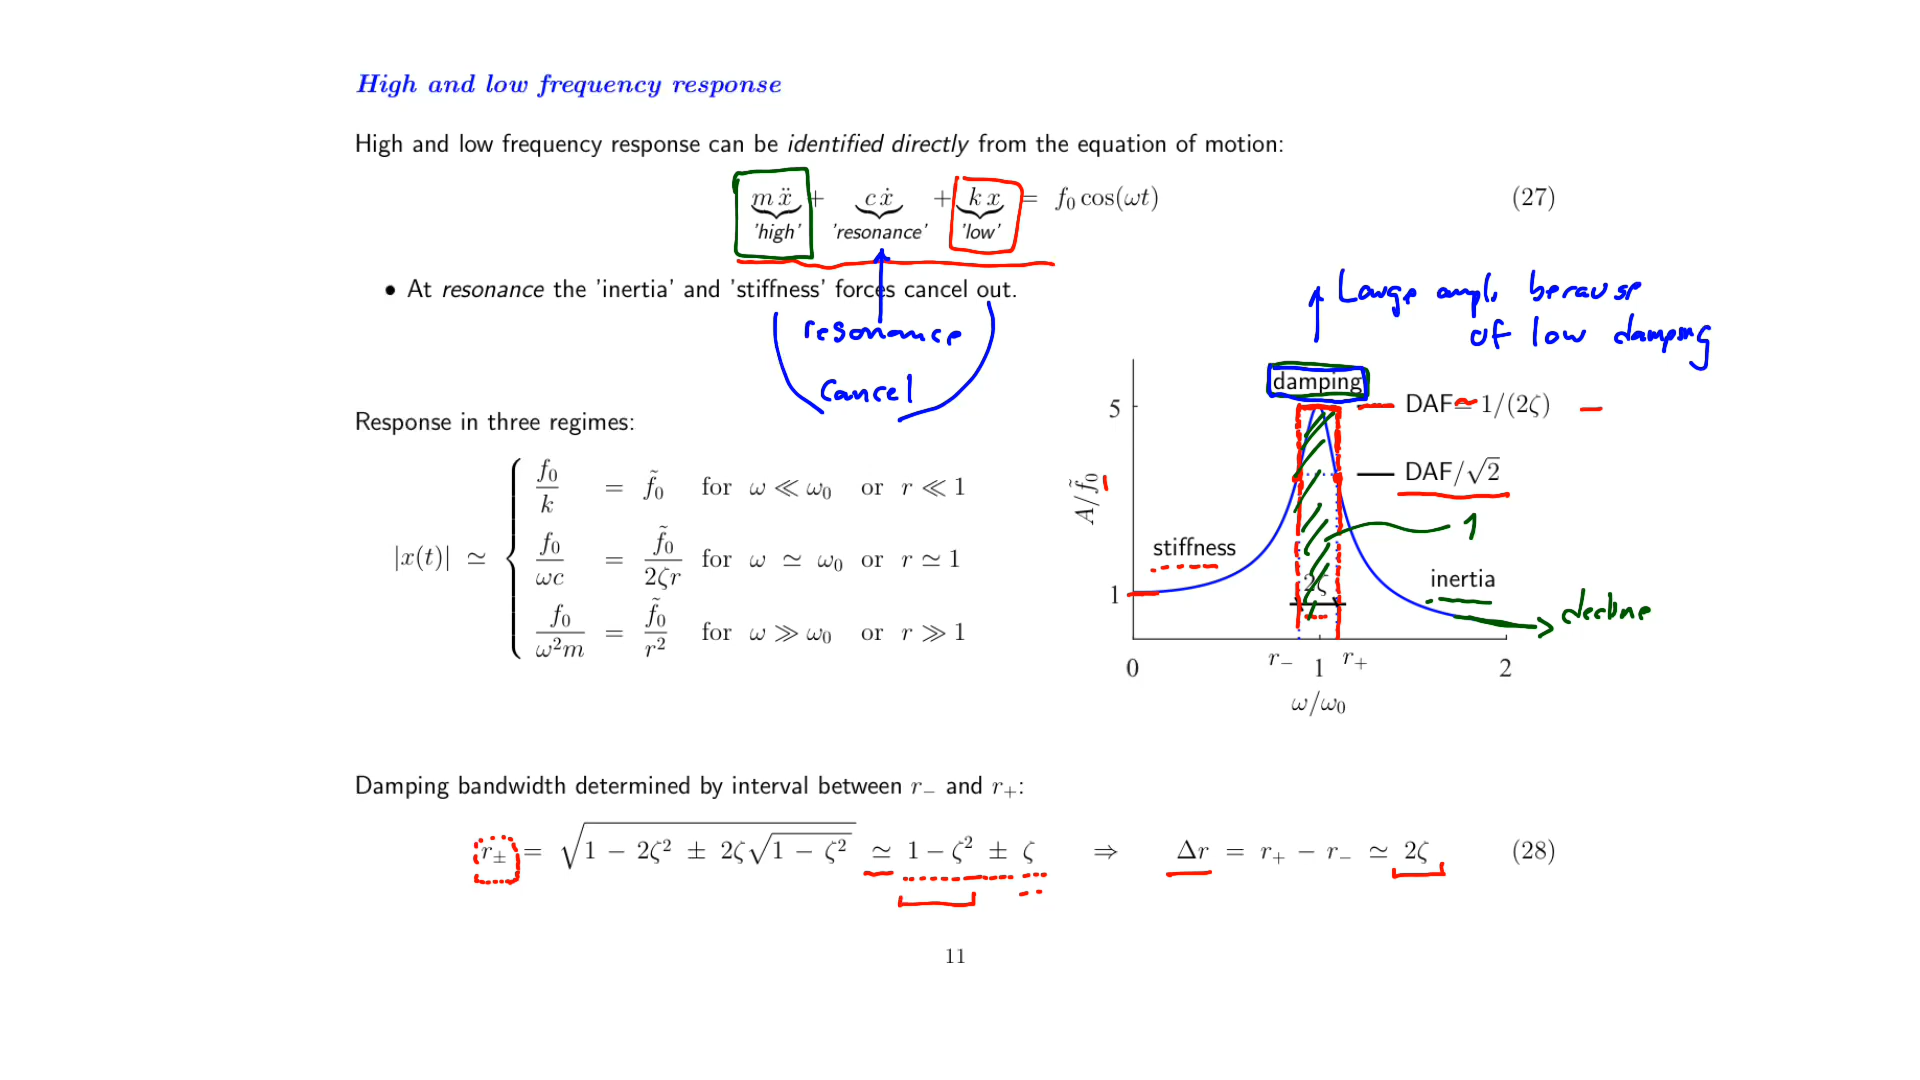 High and low frequency response
High and low frequency response can be identified directly from the equation of motion:
m ẍ + c ẋ + k x = f₀ cos(ωt) (27)
'high' 'resonance' 'low'
• At resonance the 'inertia' and 'stiffness' forces cancel out.
resonance
cancel
Large ampl. because
of low damping
Response in three regimes:
|x(t)| ≃
f₀/k = f̃₀ for ω ≪ ω₀ or r ≪ 1
f₀/ωc = f̃₀/2ζr for ω ≃ ω₀ or r ≃ 1
f₀/ω²m = f̃₀/r² for ω ≫ ω₀ or r ≫ 1
damping
5
DAF ≃ 1/(2ζ)
DAF/√2
A/f̃₀
1
stiffness
2ζ
inertia
1
decline
r₋ r₊
0 1 2
ω/ω₀
Damping bandwidth determined by interval between r₋ and r₊:
r± = √(1 − 2ζ² ± 2ζ√(1 − ζ²)) ≃ 1 − ζ² ± ζ ⇒ Δr = r₊ − r₋ ≃ 2ζ (28)
11